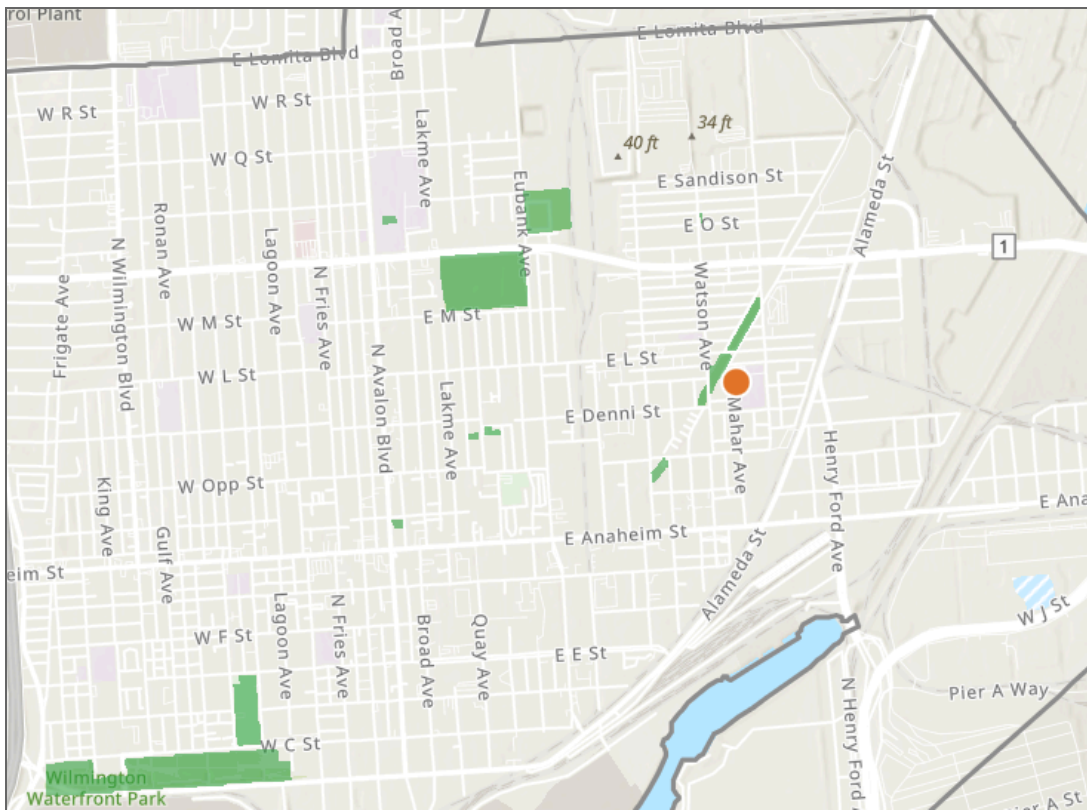 rol Plant
E Lomita Blvd
E Lomita Blvd
Broad A
W R St
W R St
Lakme Ave
34 ft
40 ft
W Q St
E Sandison St
Eubank Ave
Alameda St
Ronan Ave
E O St
N Wilmington Blvd
Lagoon Ave
N Fries Ave
1
Frigate Ave
Watson Ave
W M St
E M St
E L St
W L St
N Avalon Blvd
Lakme Ave
E Denni St
Mahar Ave
Henry Ford Ave
W Opp St
King Ave
E Ana
E Anaheim St
Gulf Ave
eim St
Alameda St
Lagoon Ave
N Fries Ave
Broad Ave
Quay Ave
W J St
W F St
E E St
N Henry Ford A
Pier A Way
W C St
Wilmington
Waterfront Park
ier A St